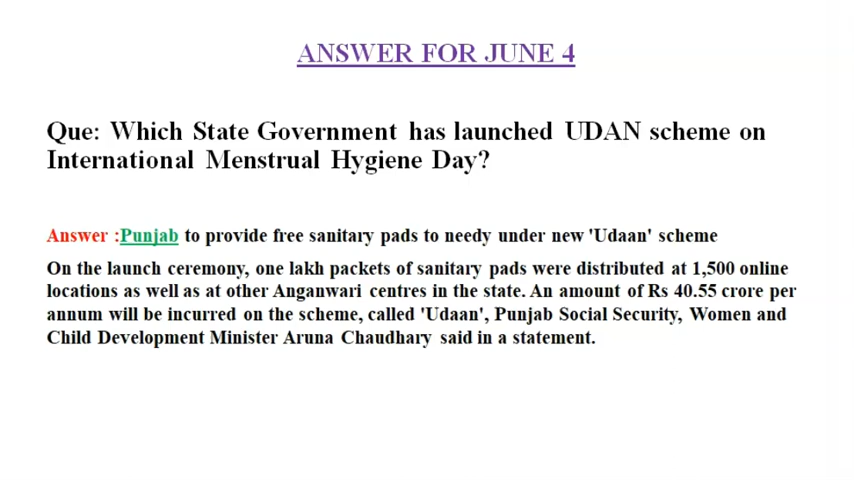 ANSWER FOR JUNE 4
Que: Which State Government has launched UDAN scheme on
International Menstrual Hygiene Day?
Answer :Punjab to provide free sanitary pads to needy under new 'Udaan' scheme
On the launch ceremony, one lakh packets of sanitary pads were distributed at 1,500 online
locations as well as at other Anganwari centres in the state. An amount of Rs 40.55 crore per
annum will be incurred on the scheme, called 'Udaan', Punjab Social Security, Women and
Child Development Minister Aruna Chaudhary said in a statement.